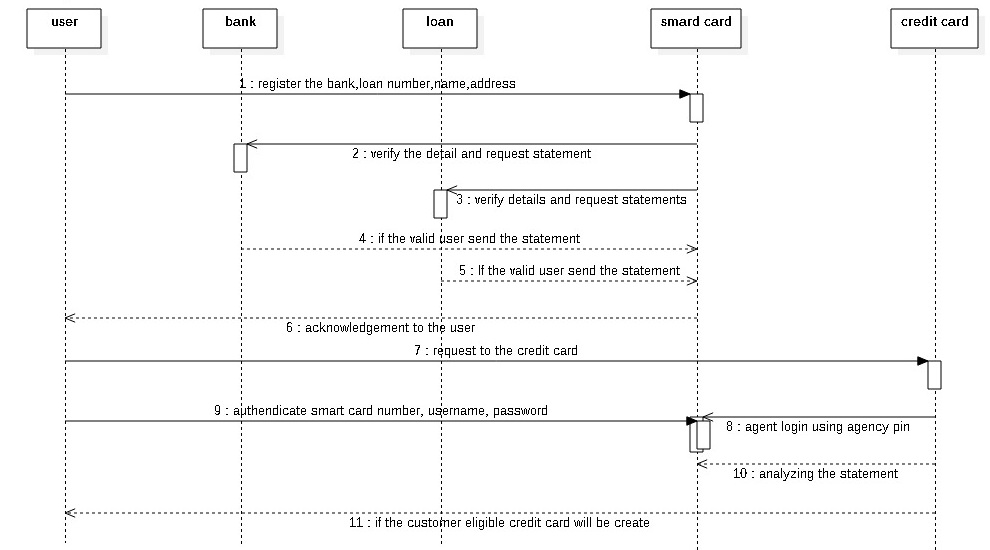 user
bank
loan
smard card
credit card
1 : register the bank,loan number,name,address
2 : verify the detail and request statement
3 : verify details and request statements
4 : if the valid user send the statement
5 : If the valid user send the statement
6 : acknowledgement to the user
7 : request to the credit card
9 : authendicate smart card number, username, password
8 : agent login using agency pin
10 : analyzing the statement
11 : if the customer eligible credit card will be create